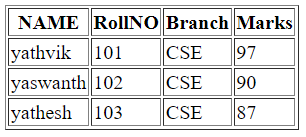 NAME RollNO Branch Marks
yathvik 101 CSE 97
yaswanth 102 CSE 90
yathesh 103 CSE 87